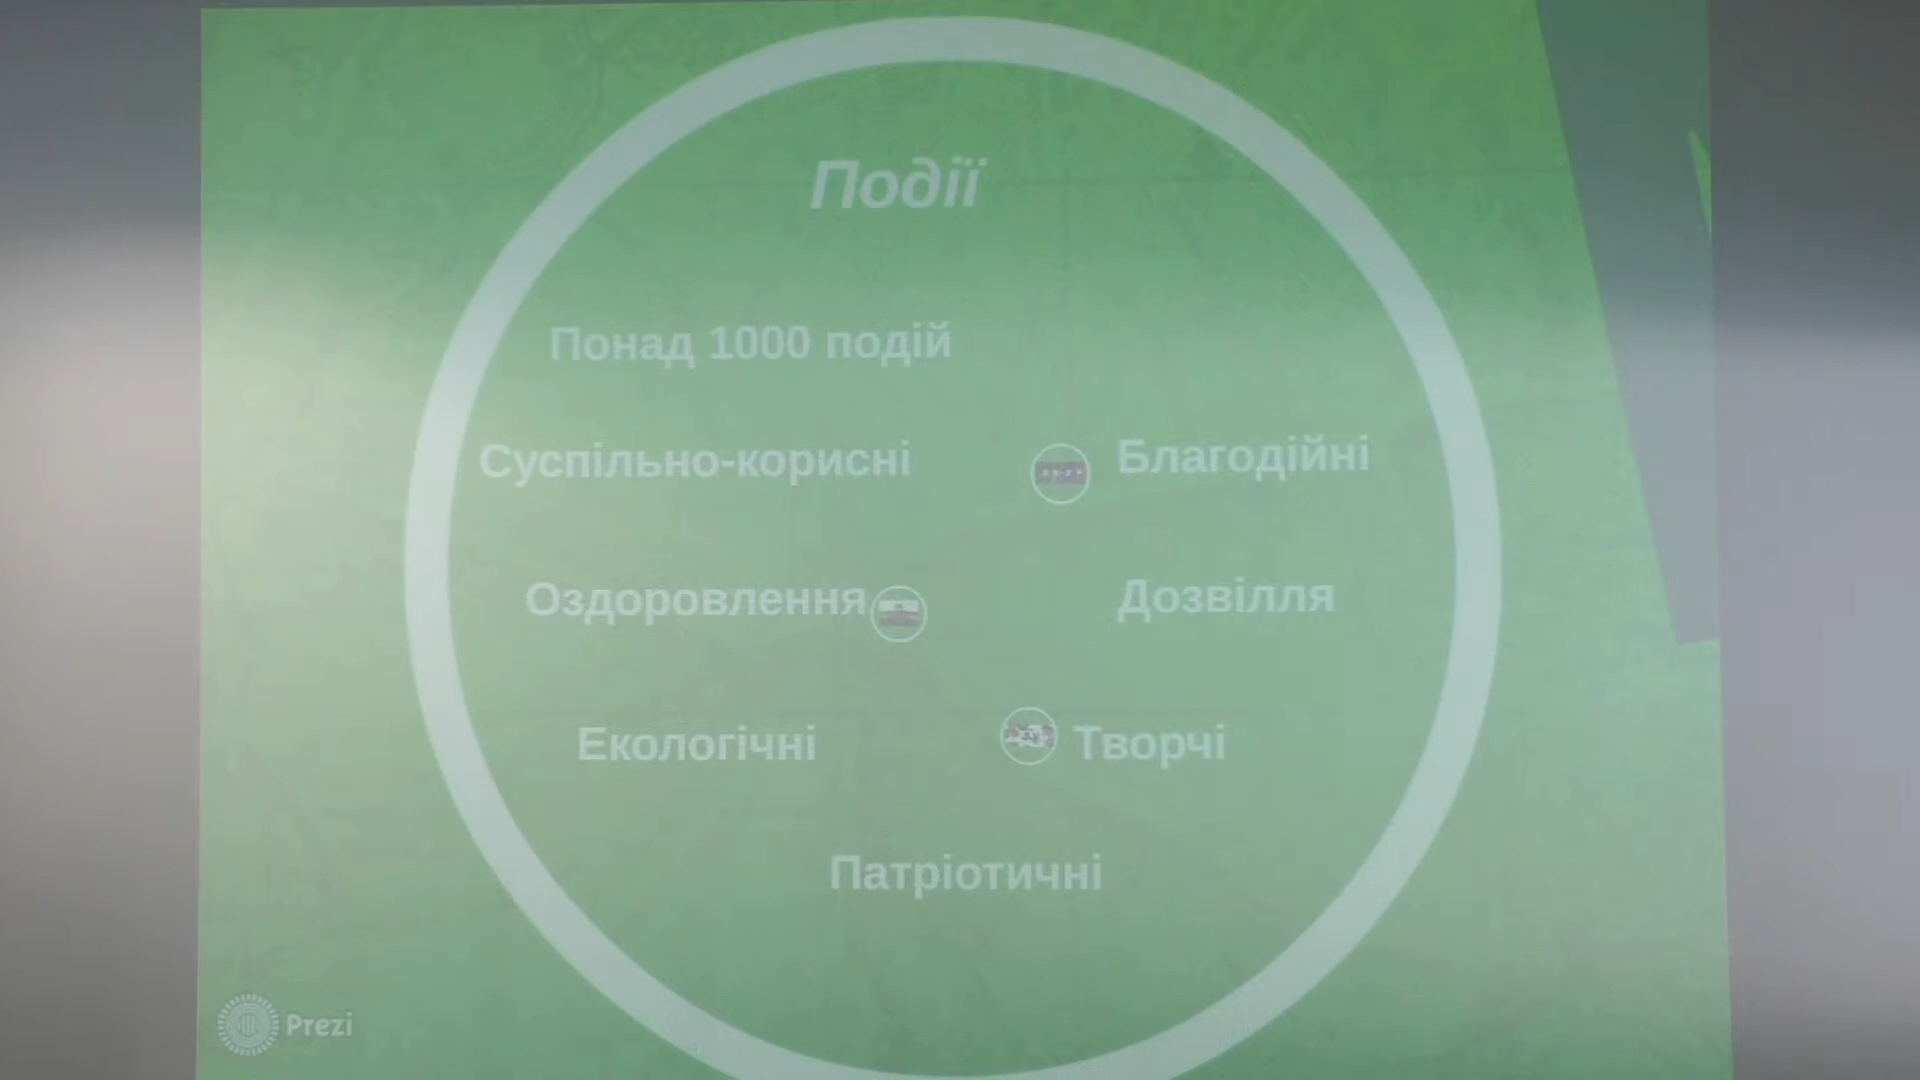 Події
Понад 1000 подій
Суспільно-корисні
Благодійні
Оздоровлення
Дозвілля
Екологічні
Творчі
Патріотичні
Prezi